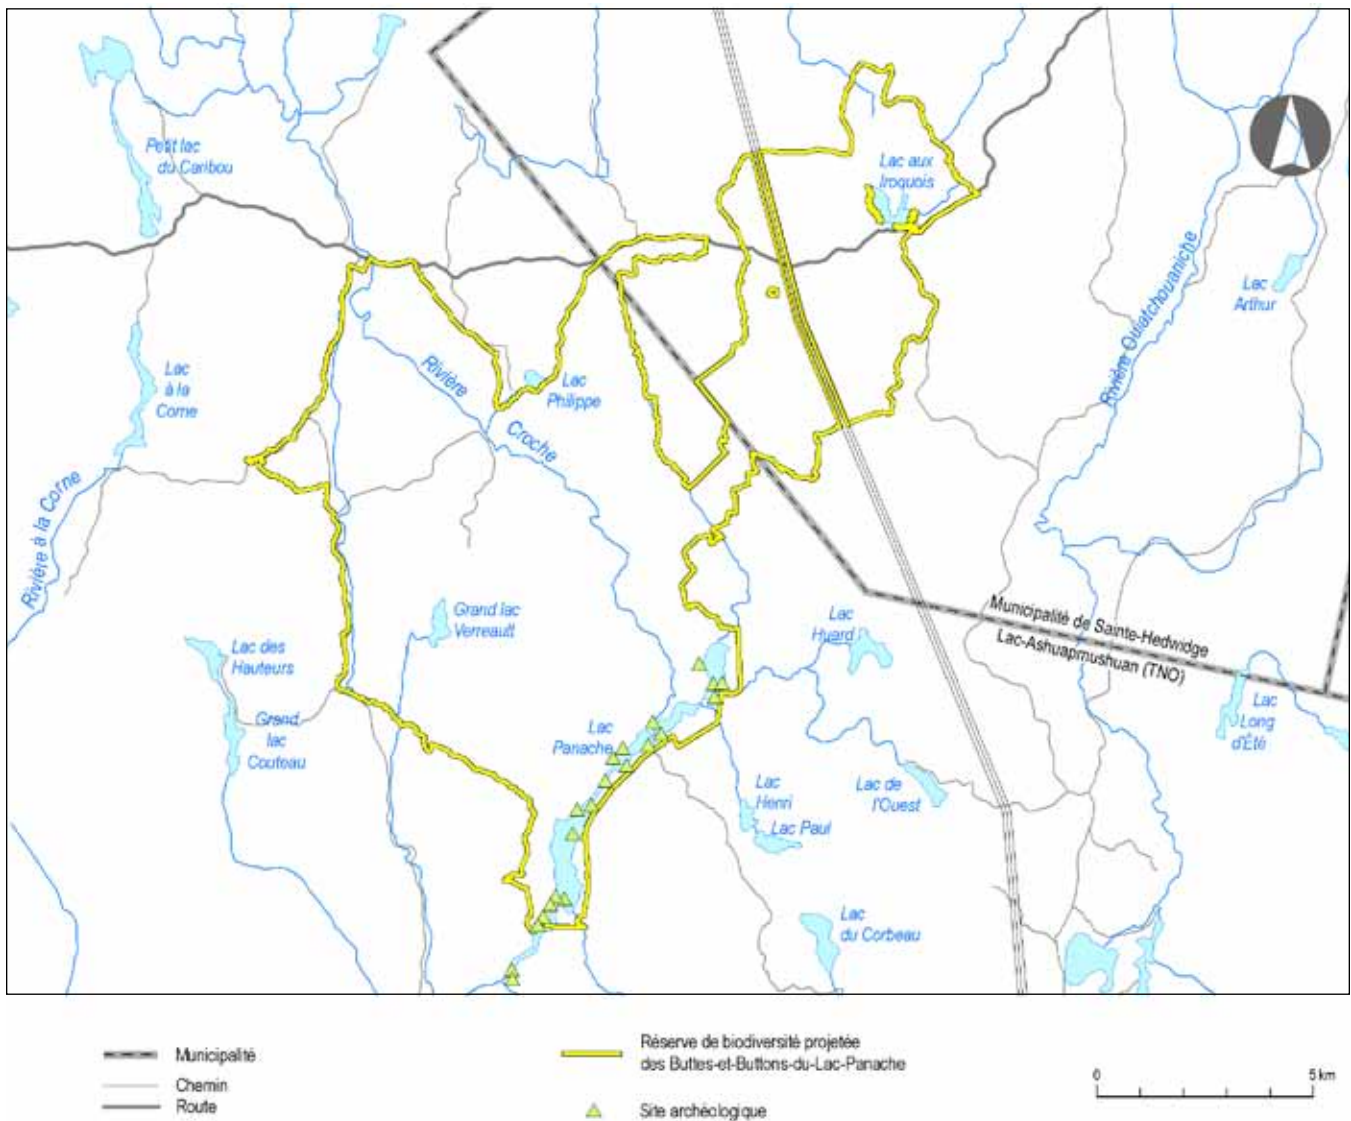 Petit lac
du Caribou
Lac aux
Iroquois
Rivière Ouiatchouaniche
Lac
Arthur
Lac
à la
Corne
Rivière
Croche
Lac
Philippe
Rivière à la Corne
Grand lac
Verreault
Lac
Huard
Municipalité de Sainte-Hedwidge
Lac-Ashuapmushuan (TNO)
Lac des
Hauteurs
Grand
lac
Couteau
Lac
Panache
Lac
Long
d'Été
Lac
Henri
Lac Paul
Lac de
l'Ouest
Lac
du Corbeau
Municipalité
Chemin
Route
Réserve de biodiversité projetée
des Buttes-et-Buttons-du-Lac-Panache
Site archéologique
0
5 km